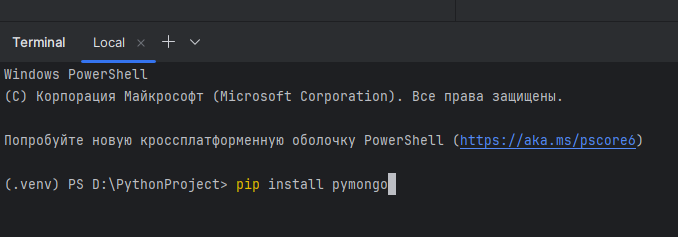 Terminal Local
Windows PowerShell
(C) Корпорация Майкрософт (Microsoft Corporation). Все права защищены.
Попробуйте новую кроссплатформенную оболочку PowerShell (https://aka.ms/pscore6)
(.venv) PS D:\PythonProject> pip install pymongo